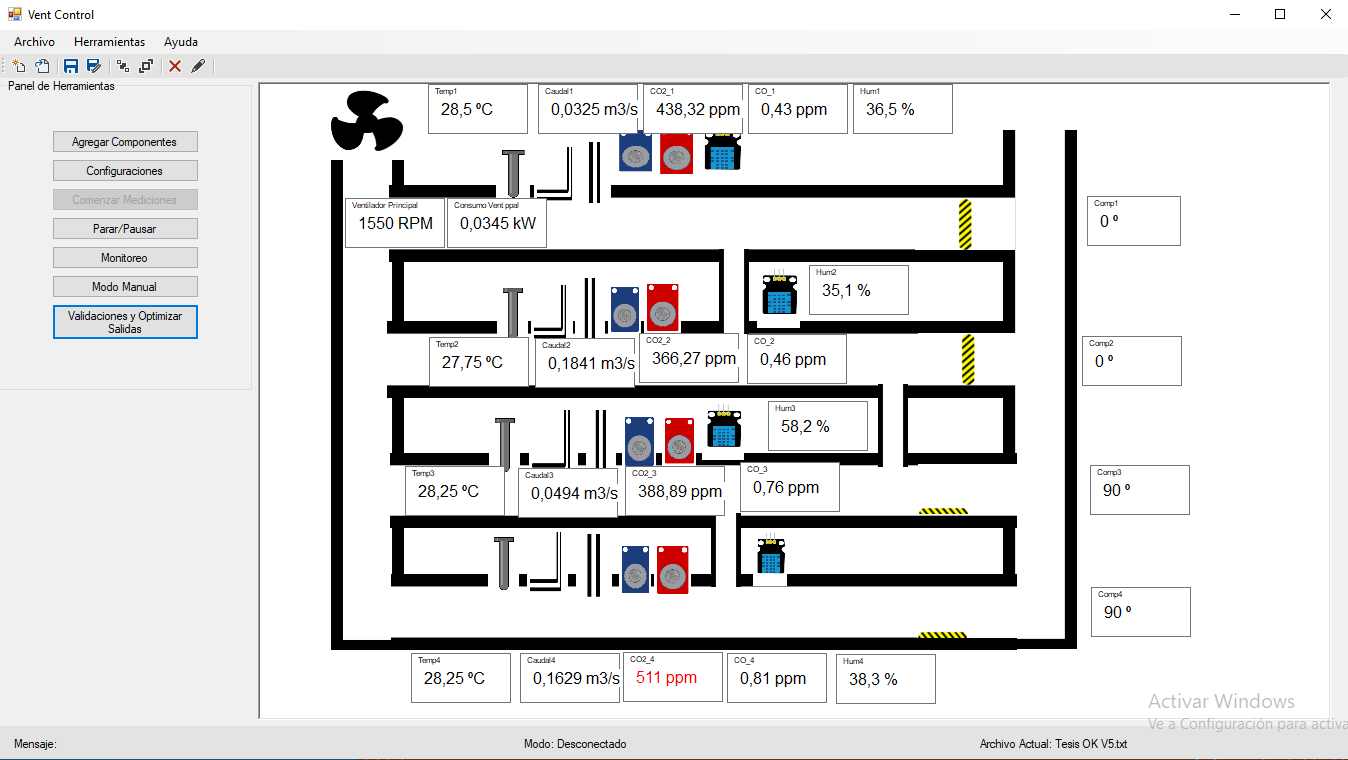 Vent Control
Archivo Herramientas Ayuda
Panel de Herramientas
Agregar Componentes
Configuraciones
Comenzar Mediciones
Parar/Pausar
Monitoreo
Modo Manual
Validaciones y Optimizar
Salidas
Temp1
28,5 ºC
Caudal1
0,0325 m3/s
CO2_1
438,32 ppm
CO_1
0,43 ppm
Hum1
36,5 %
Ventilador Principal
1550 RPM
Consumo Vent ppal
0,0345 kW
Comp1
0 º
Hum2
35,1 %
Temp2
27,75 ºC
Caudal2
0,1841 m3/s
CO2_2
366,27 ppm
CO_2
0,46 ppm
Comp2
0 º
Hum3
58,2 %
Temp3
28,25 ºC
Caudal3
0,0494 m3/s
CO2_3
388,89 ppm
CO_3
0,76 ppm
Comp3
90 º
Comp4
90 º
Temp4
28,25 ºC
Caudal4
0,1629 m3/s
CO2_4
511 ppm
CO_4
0,81 ppm
Hum4
38,3 %
Activar Windows
Ve a Configuración para activa
Mensaje:
Modo: Desconectado
Archivo Actual: Tesis OK V5.txt